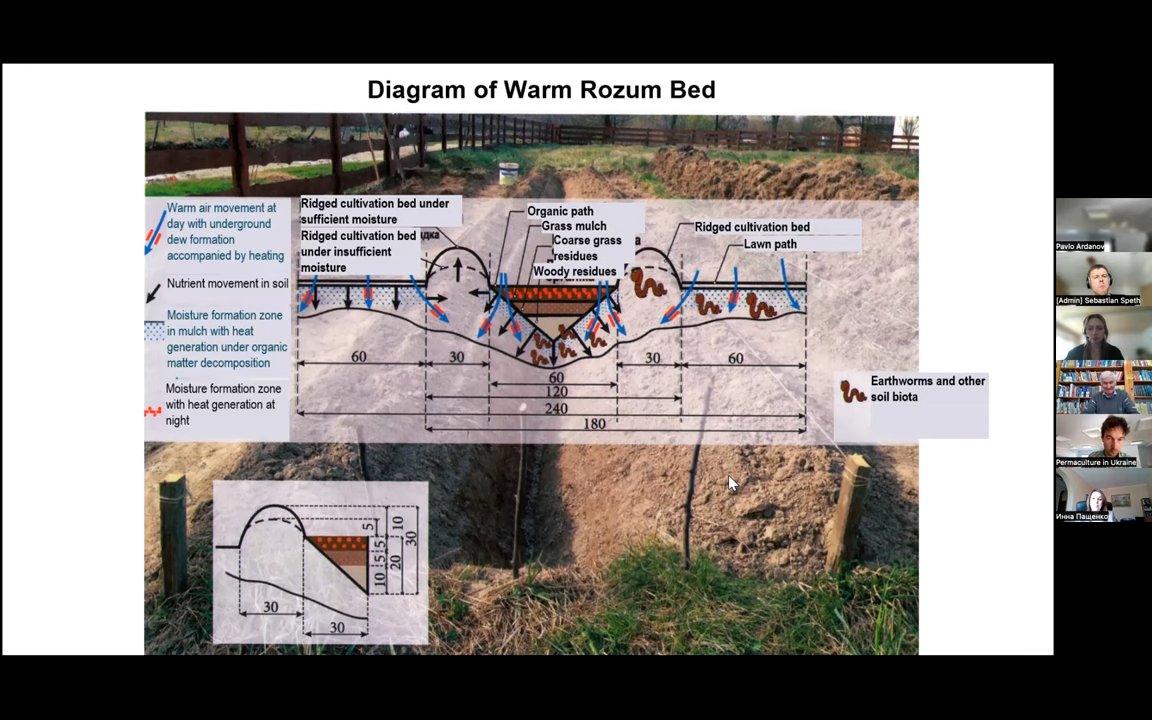 Diagram of Warm Rozum Bed
Warm air movement at
day with underground
dew formation
accompanied by heating
Nutrient movement in soil
Moisture formation zone
in mulch with heat
generation under organic
matter decomposition
Moisture formation zone
with heat generation at
night
Ridged cultivation bed under
sufficient moisture
Ridged cultivation bed
under insufficient
moisture
Organic path
Grass mulch
Coarse grass
residues
Woody residues
Ridged cultivation bed
Lawn path
60
30
30
60
60
120
240
180
Earthworms and other
soil biota
5
10
30
5
5
20
10
30
30
Pavlo Ardanov
[Admin] Sebastian Speth
Permaculture in Ukraine
Инна Пащенко